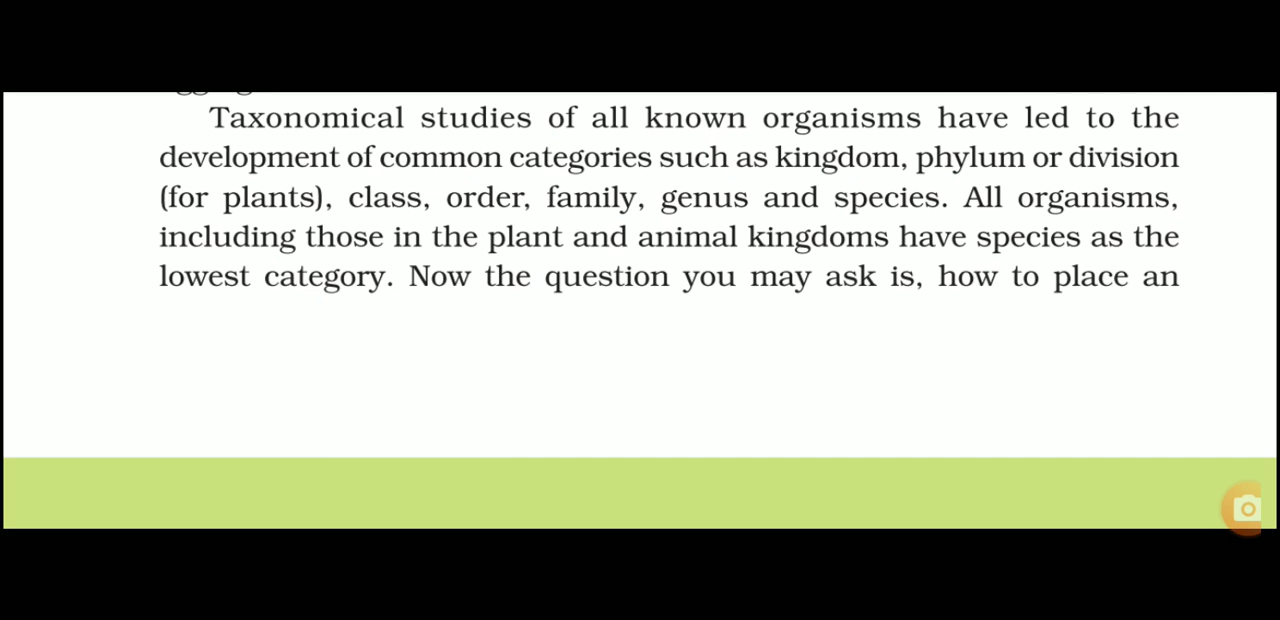 Taxonomical studies of all known organisms have led to the
development of common categories such as kingdom, phylum or division
(for plants), class, order, family, genus and species. All organisms,
including those in the plant and animal kingdoms have species as the
lowest category. Now the question you may ask is, how to place an